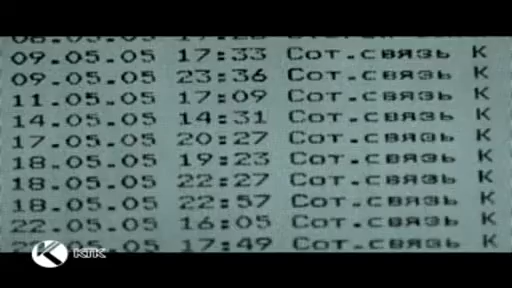 09.05.05 17:33 Сот.связь К
09.05.05 23:36 Сот.связь К
11.05.05 17:09 Сот.связь К
14.05.05 14:31 Сот.связь К
17.05.05 20:27 Сот.связь К
18.05.05 19:23 Сот.связь К
18.05.05 22:27 Сот.связь К
18.05.05 22:57 Сот.связь К
22.05.05 16:05 Сот.связь К
.05.05 17:49 Сот.связь К
КТК